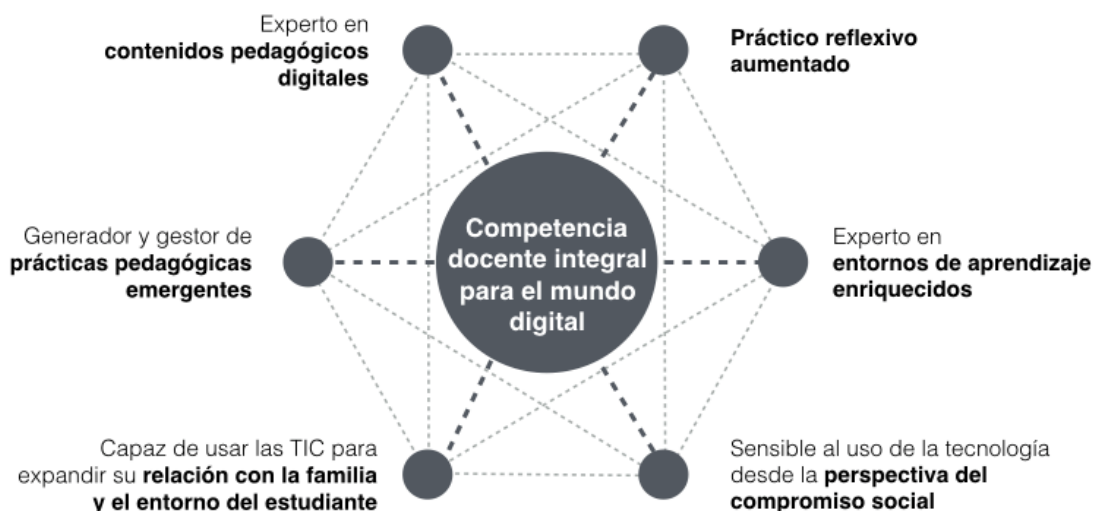 Experto en
contenidos pedagógicos
digitales
Práctico reflexivo
aumentado
Generador y gestor de
prácticas pedagógicas
emergentes
Competencia
docente integral
para el mundo
digital
Experto en
entornos de aprendizaje
enriquecidos
Capaz de usar las TIC para
expandir su relación con la familia
y el entorno del estudiante
Sensible al uso de la tecnología
desde la perspectiva del
compromiso social